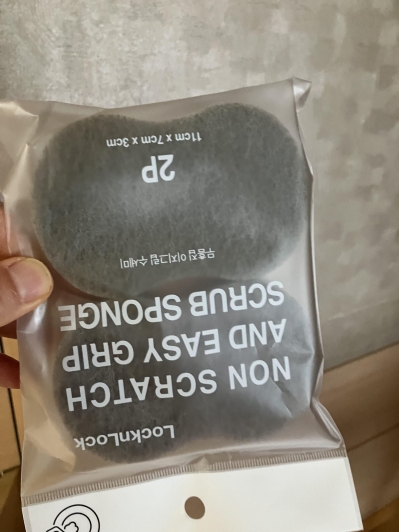 LocknLock
NON SCRATCH
AND EASY GRIP
SCRUB SPONGE
무흠집 이지그립 수세미
2P
11cm x 7cm x 3cm